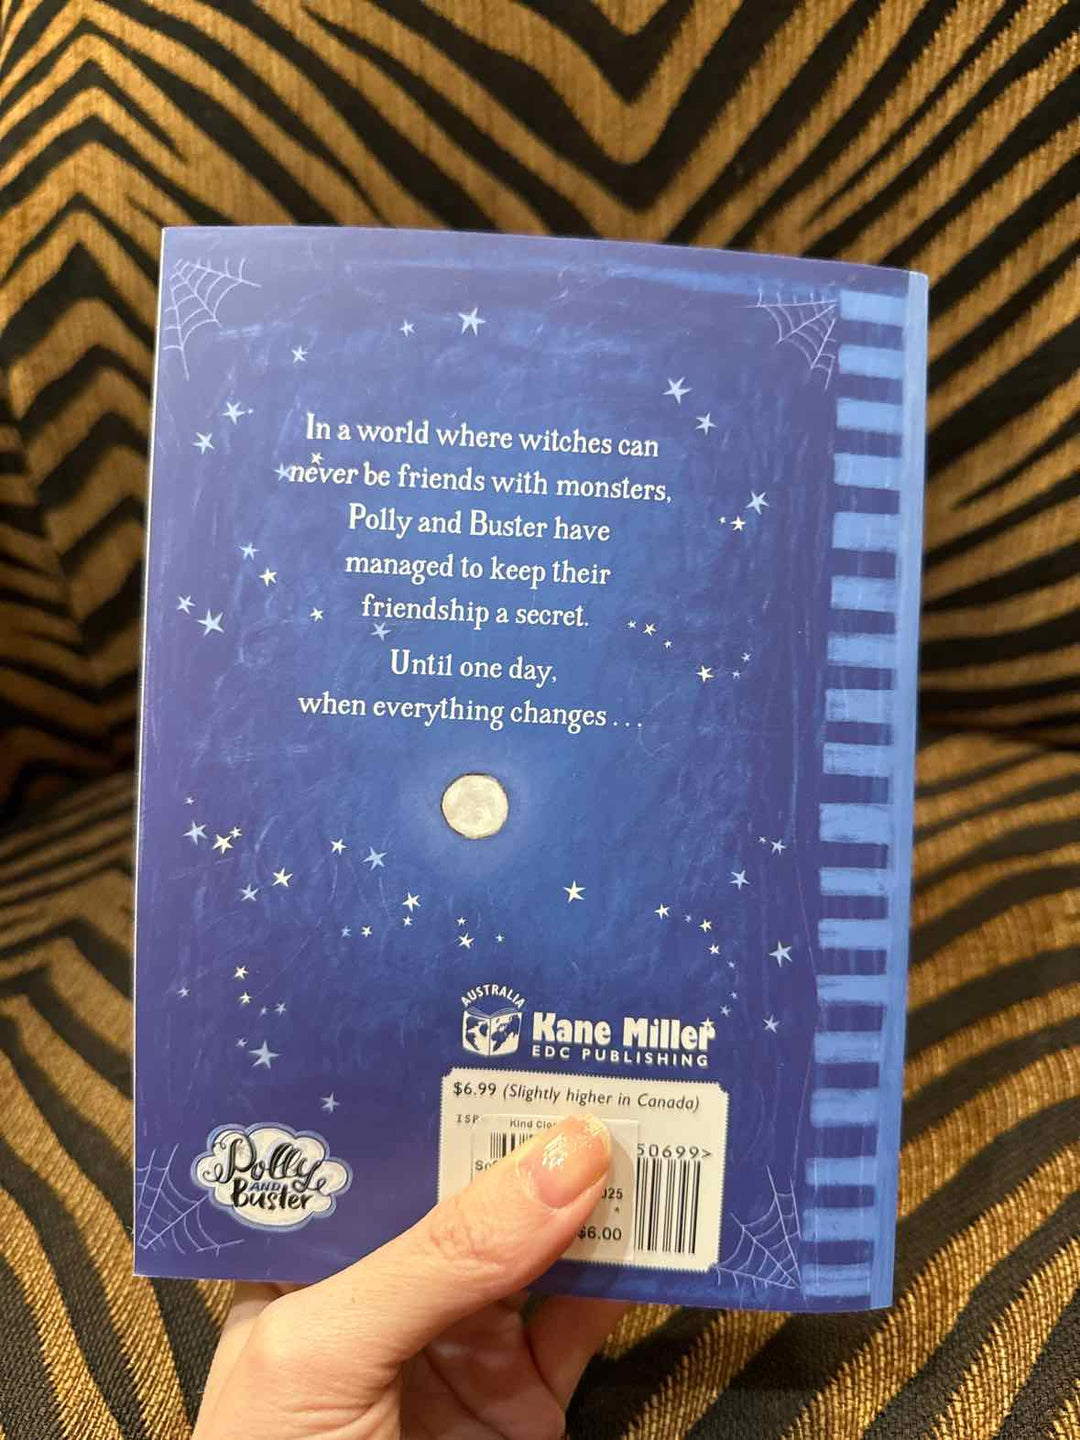 In a world where witches can
never be friends with monsters,
Polly and Buster have
managed to keep their
friendship a secret.
Until one day,
when everything changes . . .
AUSTRALIA
Kane Miller
EDC PUBLISHING
$6.99 (Slightly higher in Canada)
Kind
50699>
$6.00
Polly
AND
Buster